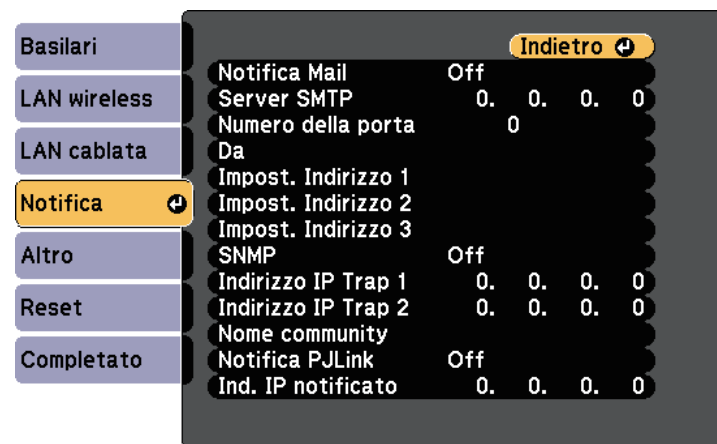 Basilari
LAN wireless
LAN cablata
Notifica
Altro
Reset
Completato
Indietro
Notifica Mail Off
Server SMTP 0. 0. 0. 0
Numero della porta 0
Da
Impost. Indirizzo 1
Impost. Indirizzo 2
Impost. Indirizzo 3
SNMP Off
Indirizzo IP Trap 1 0. 0. 0. 0
Indirizzo IP Trap 2 0. 0. 0. 0
Nome community
Notifica PJLink Off
Ind. IP notificato 0. 0. 0. 0